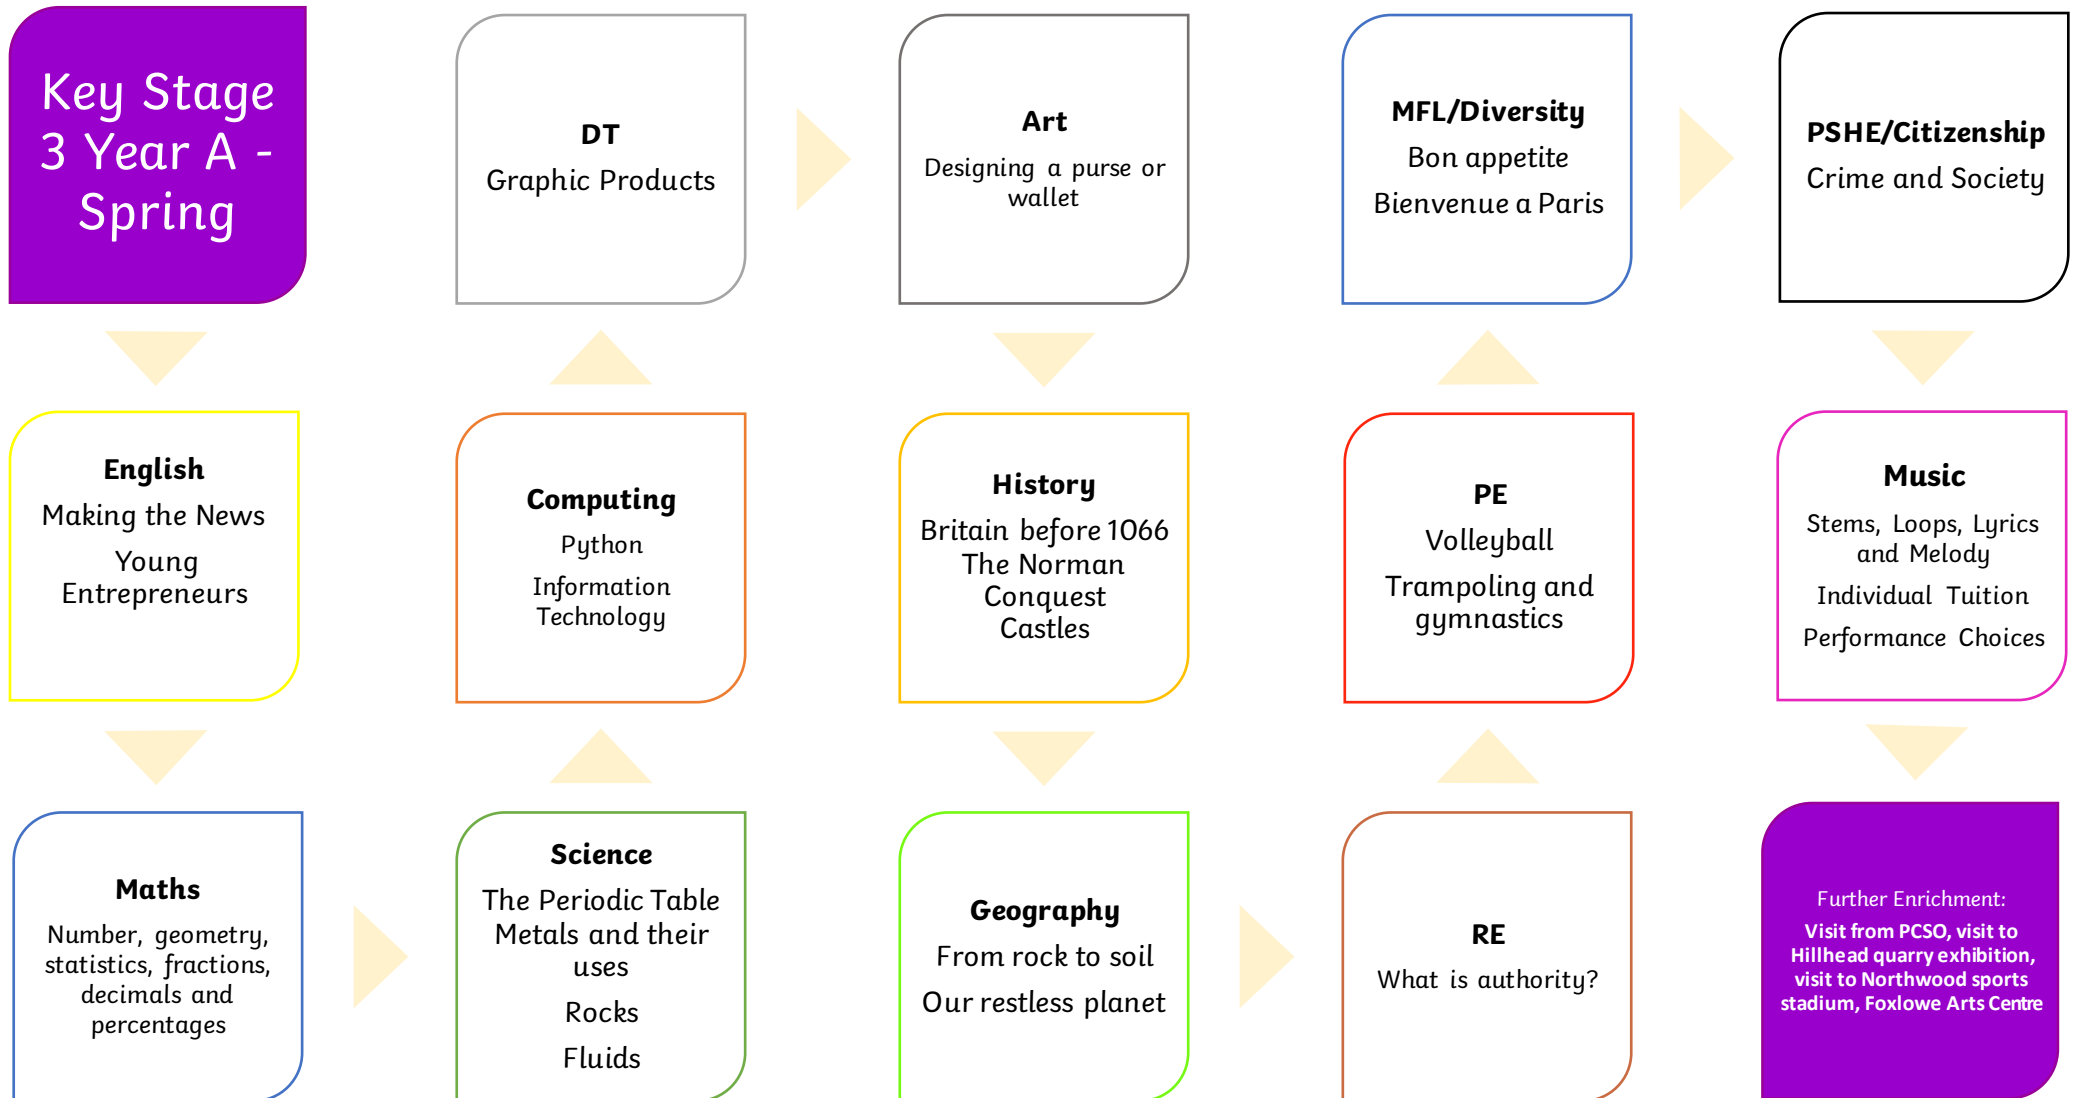 Key Stage
3 Year A -
Spring
English
Making the News
Young
Entrepreneurs
Maths
Number, geometry,
statistics, fractions,
decimals and
percentages
Science
The Periodic Table
Metals and their
uses
Rocks
Fluids
Computing
Python
Information
Technology
DT
Graphic Products
Art
Designing a purse or
wallet
History
Britain before 1066
The Norman
Conquest
Castles
Geography
From rock to soil
Our restless planet
RE
What is authority?
PE
Volleyball
Trampoling and
gymnastics
MFL/Diversity
Bon appetite
Bienvenue a Paris
PSHE/Citizenship
Crime and Society
Music
Stems, Loops, Lyrics
and Melody
Individual Tuition
Performance Choices
Further Enrichment:
Visit from PCSO, visit to
Hillhead quarry exhibition,
visit to Northwood sports
stadium, Foxlowe Arts Centre